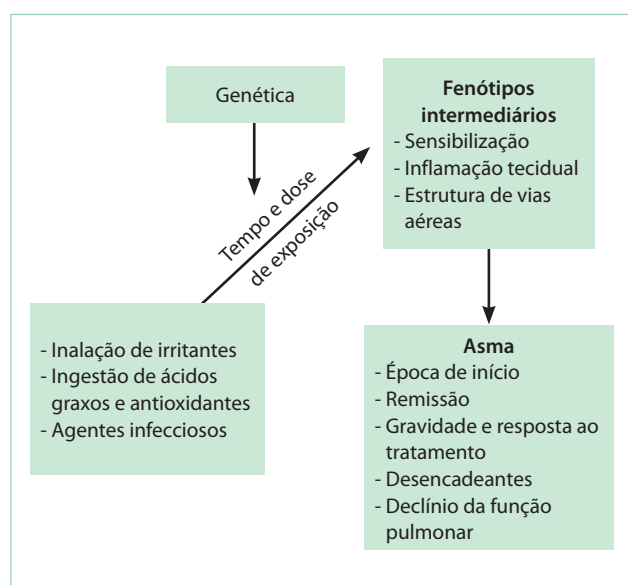 Genética
Fenótipos
intermediários
- Sensibilização
- Inflamação tecidual
- Estrutura de vias
aéreas
Tempo e dose
de exposição
- Inalação de irritantes
- Ingestão de ácidos
graxos e antioxidantes
- Agentes infecciosos
Asma
- Época de início
- Remissão
- Gravidade e resposta ao
tratamento
- Desencadeantes
- Declínio da função
pulmonar